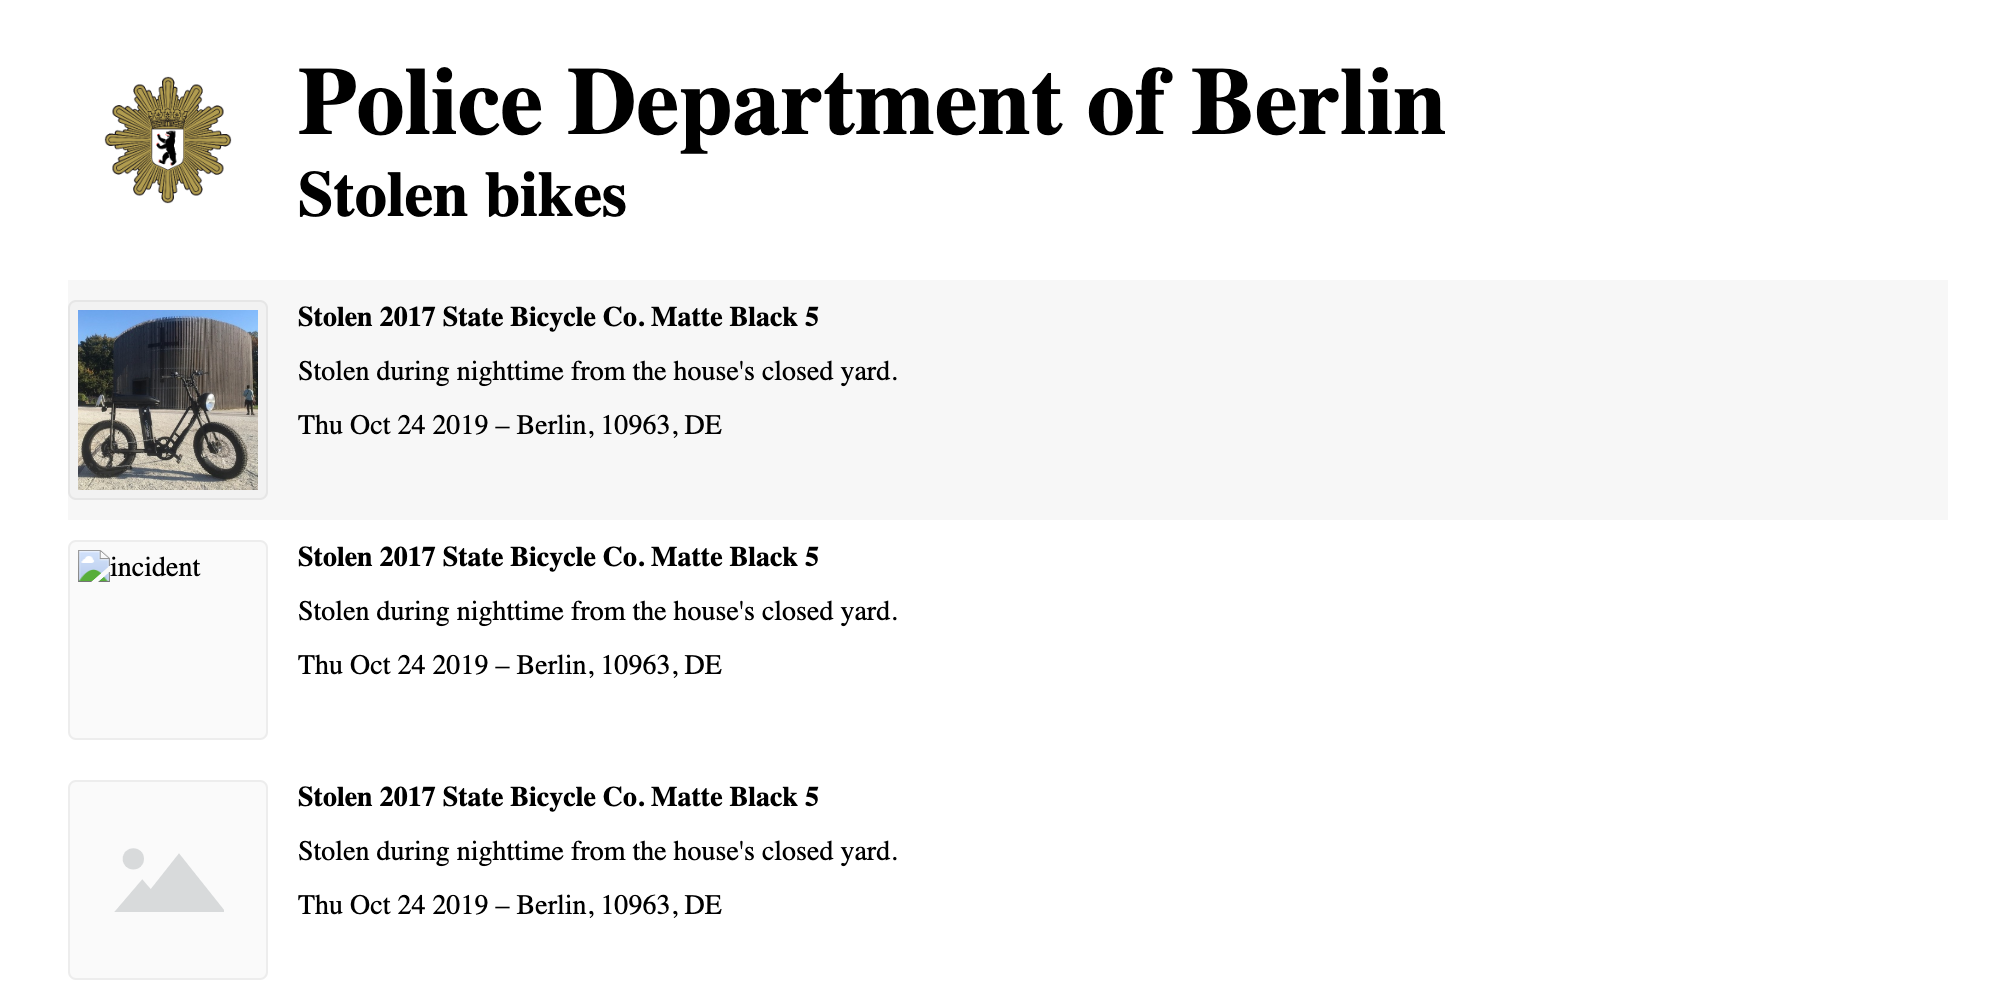 Police Department of Berlin
Stolen bikes
Stolen 2017 State Bicycle Co. Matte Black 5
Stolen during nighttime from the house's closed yard.
Thu Oct 24 2019 – Berlin, 10963, DE
incident
Stolen 2017 State Bicycle Co. Matte Black 5
Stolen during nighttime from the house's closed yard.
Thu Oct 24 2019 – Berlin, 10963, DE
Stolen 2017 State Bicycle Co. Matte Black 5
Stolen during nighttime from the house's closed yard.
Thu Oct 24 2019 – Berlin, 10963, DE